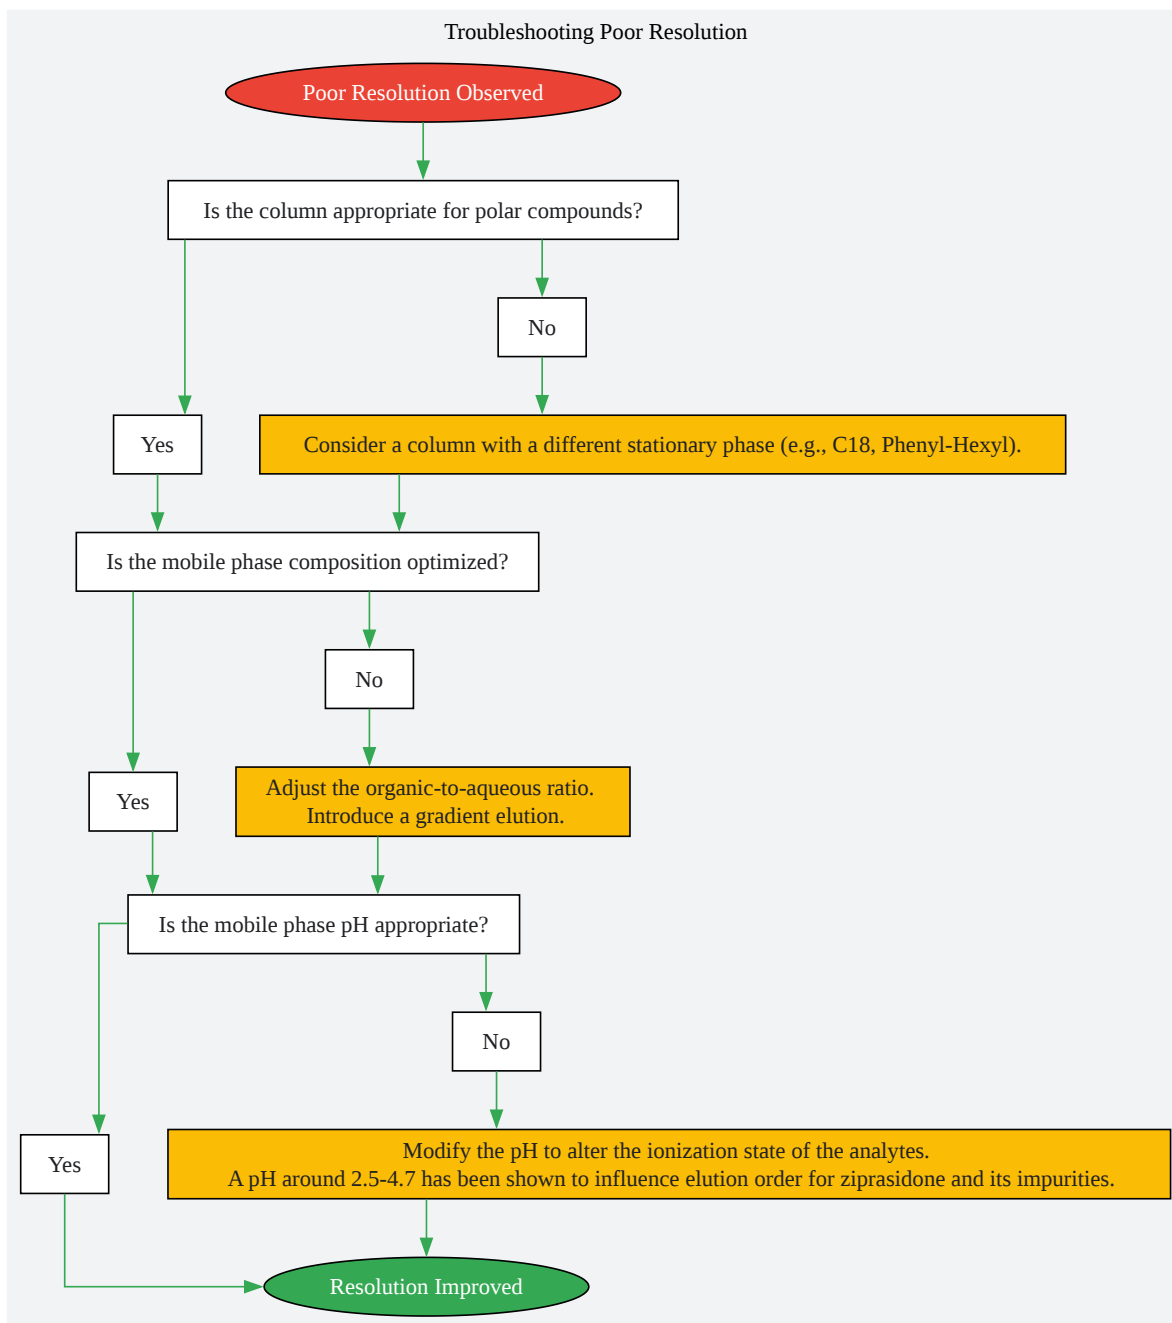 Troubleshooting Poor Resolution
Poor Resolution Observed
Is the column appropriate for polar compounds?
No
Yes
Consider a column with a different stationary phase (e.g., C18, Phenyl-Hexyl).
Is the mobile phase composition optimized?
No
Yes
Adjust the organic-to-aqueous ratio.
Introduce a gradient elution.
Is the mobile phase pH appropriate?
No
Yes
Modify the pH to alter the ionization state of the analytes.
A pH around 2.5-4.7 has been shown to influence elution order for ziprasidone and its impurities.
Resolution Improved